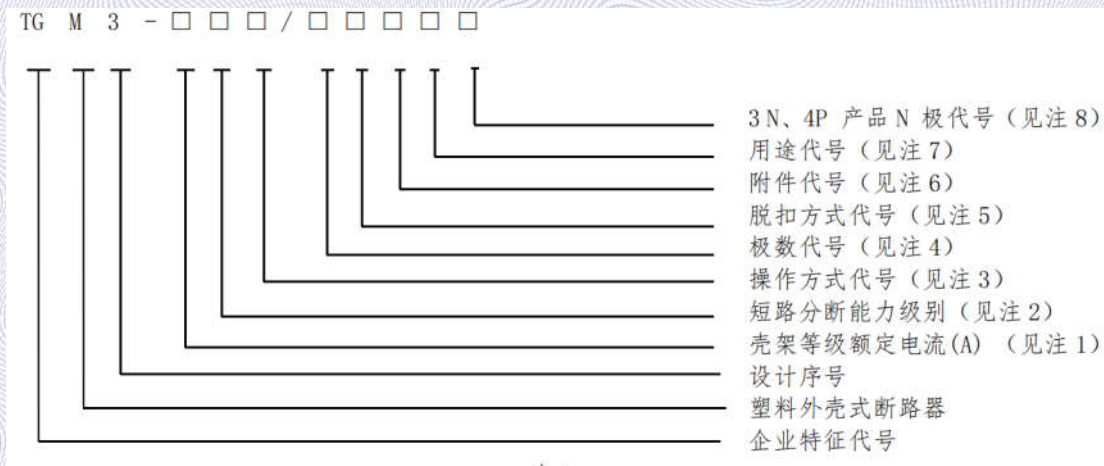 TG M 3 - □ □ □ / □ □ □ □ □
3N、4P 产品 N 极代号（见注 8）
用途代号（见注 7）
附件代号（见注 6）
脱扣方式代号（见注 5）
极数代号（见注 4）
操作方式代号（见注 3）
短路分断能力级别（见注 2）
壳架等级额定电流(A) （见注 1）
设计序号
塑料外壳式断路器
企业特征代号